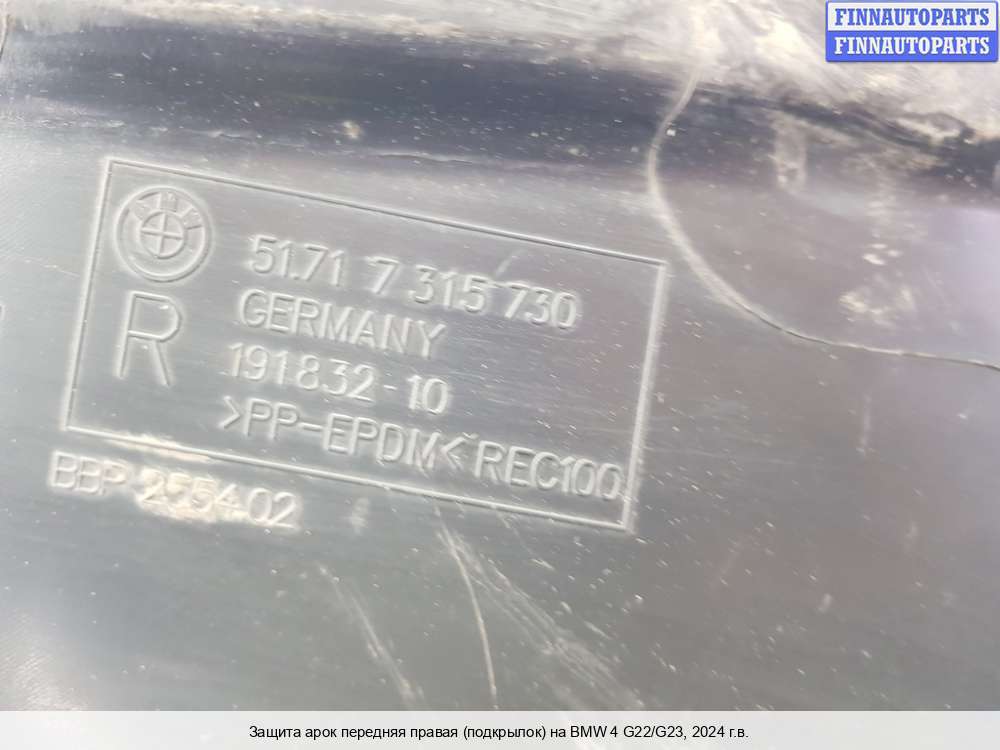 FINNAUTOPARTS
FINNAUTOPARTS
BMW
51.71 7 315 730
R
GERMANY
191832-10
>PP-EPDM< REC100
BBP 255402
Защита арок передняя правая (подкрылок) на BMW 4 G22/G23, 2024 г.в.